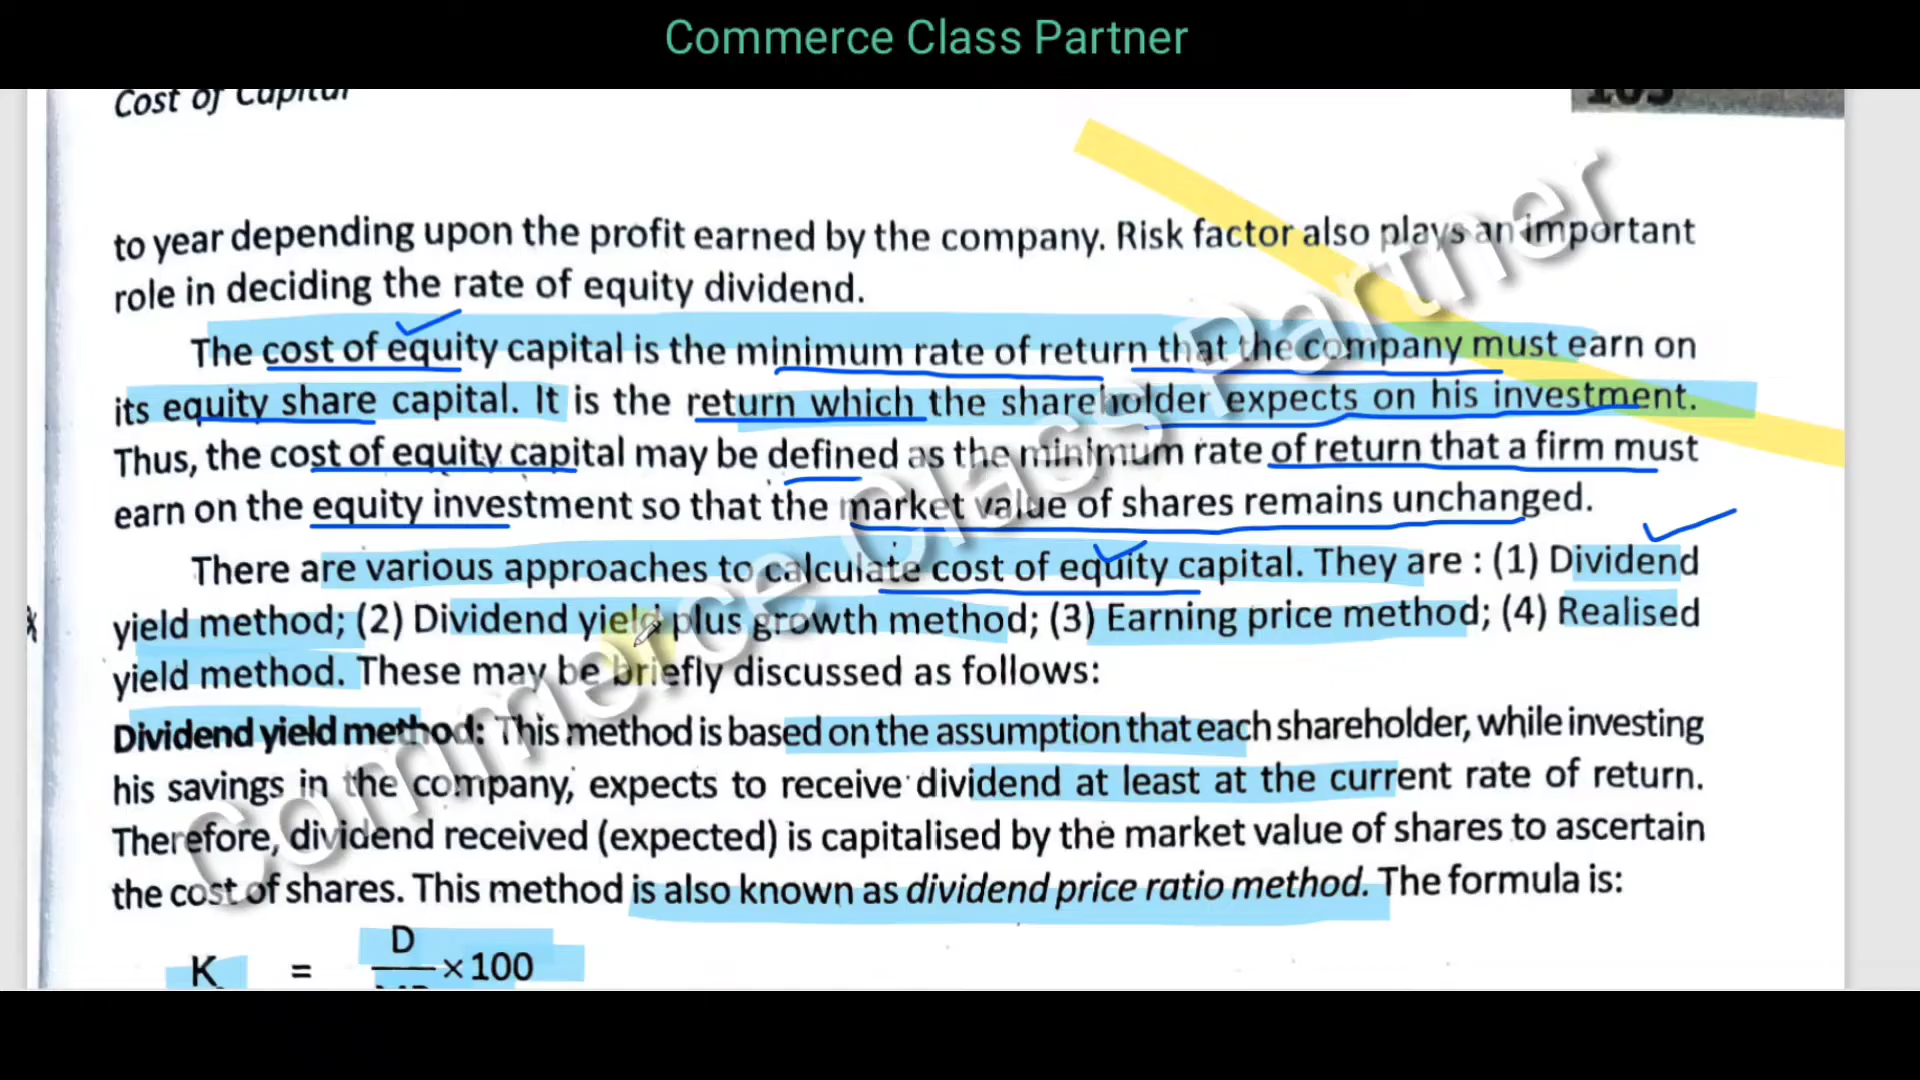 Commerce Class Partner
Cost of Capital
103
to year depending upon the profit earned by the company. Risk factor also plays an important
role in deciding the rate of equity dividend.
The cost of equity capital is the minimum rate of return that the company must earn on
its equity share capital. It is the return which the shareholder expects on his investment.
Thus, the cost of equity capital may be defined as the minimum rate of return that a firm must
earn on the equity investment so that the market value of shares remains unchanged.
There are various approaches to calculate cost of equity capital. They are : (1) Dividend
yield method; (2) Dividend yield plus growth method; (3) Earning price method; (4) Realised
yield method. These may be briefly discussed as follows:
Dividend yield method: This method is based on the assumption that each shareholder, while investing
his savings in the company, expects to receive dividend at least at the current rate of return.
Therefore, dividend received (expected) is capitalised by the market value of shares to ascertain
the cost of shares. This method is also known as dividend price ratio method. The formula is:
D
K = ×100
Commerce Class Partner